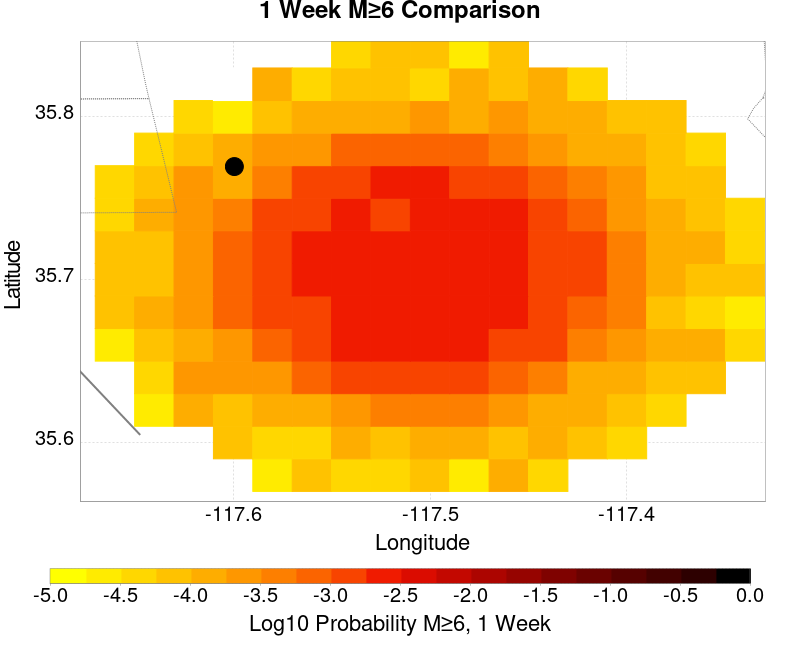 1 Week M≥6 Comparison
35.8
35.7
35.6
Latitude
-117.6 -117.5 -117.4
Longitude
-5.0 -4.5 -4.0 -3.5 -3.0 -2.5 -2.0 -1.5 -1.0 -0.5 0.0
Log10 Probability M≥6, 1 Week